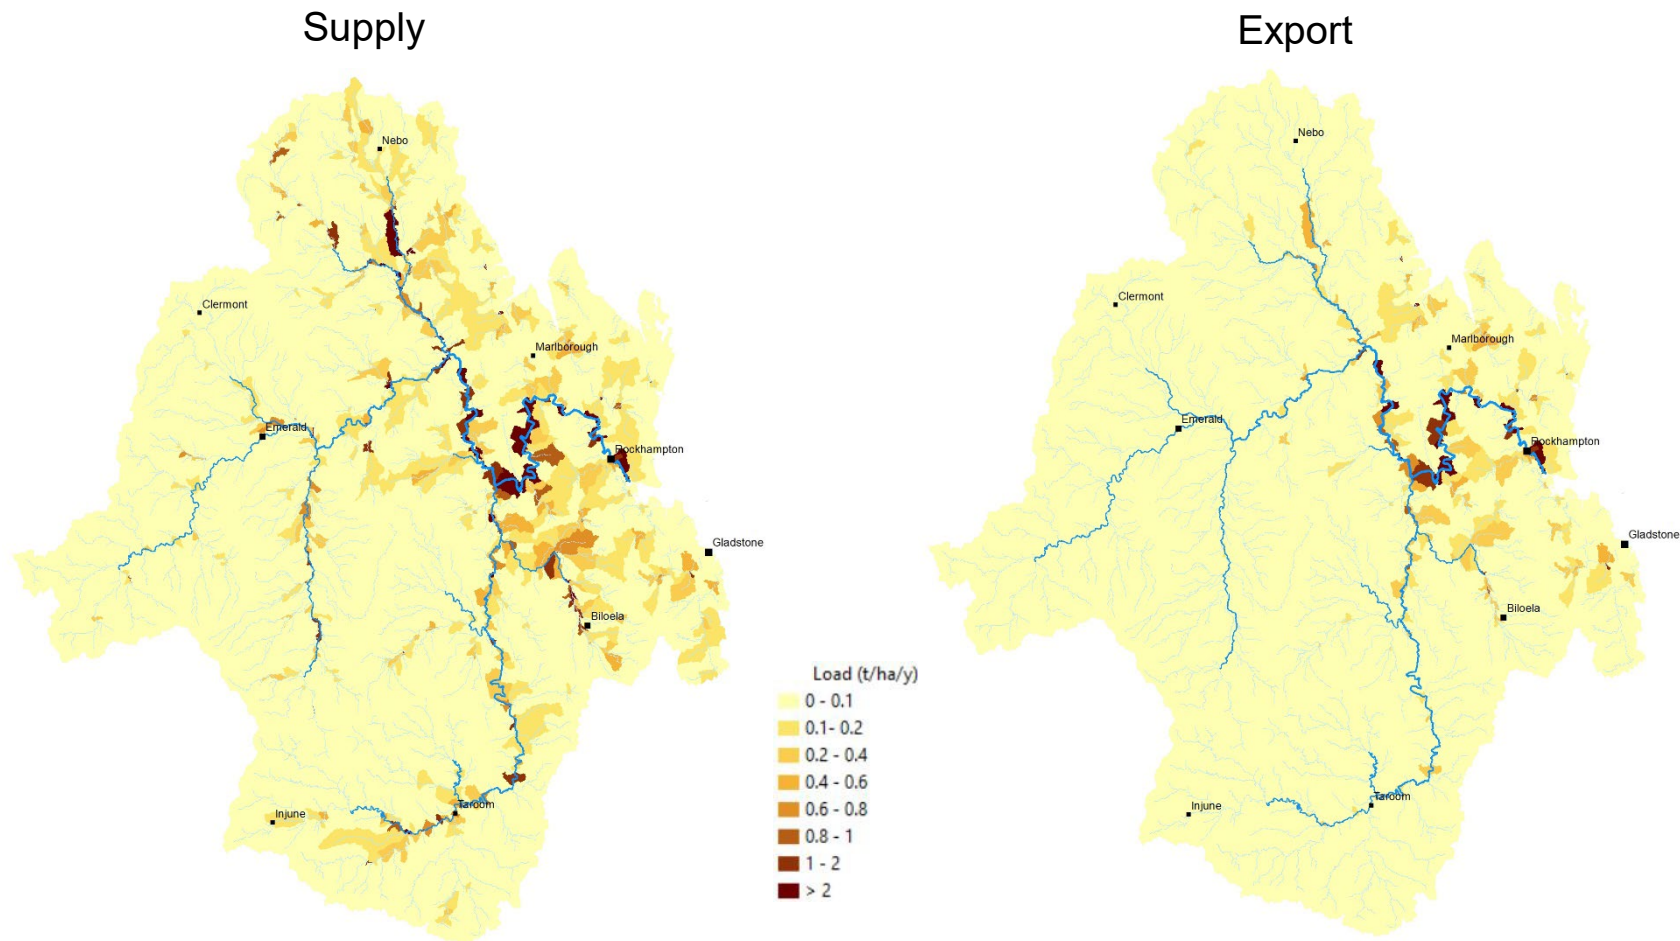 Supply
Export
Nebo
Clermont
Marlborough
Emerald
Rockhampton
Gladstone
Biloela
Injune
Taroom
Load (t/ha/y)
0 - 0.1
0.1- 0.2
0.2 - 0.4
0.4 - 0.6
0.6 - 0.8
0.8 - 1
1 - 2
> 2
Nebo
Clermont
Marlborough
Emerald
Rockhampton
Gladstone
Biloela
Injune
Taroom